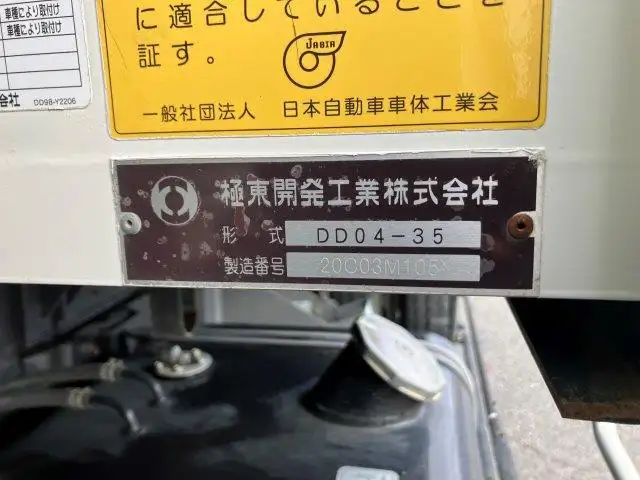 車種により取付け
車種により取付け
会社 DD98-Y2206
に適合していることを
証す。
JABIA
一般社団法人 日本自動車車体工業会
極東開発工業株式会社
形式 DD04-35
製造番号 20C03M105